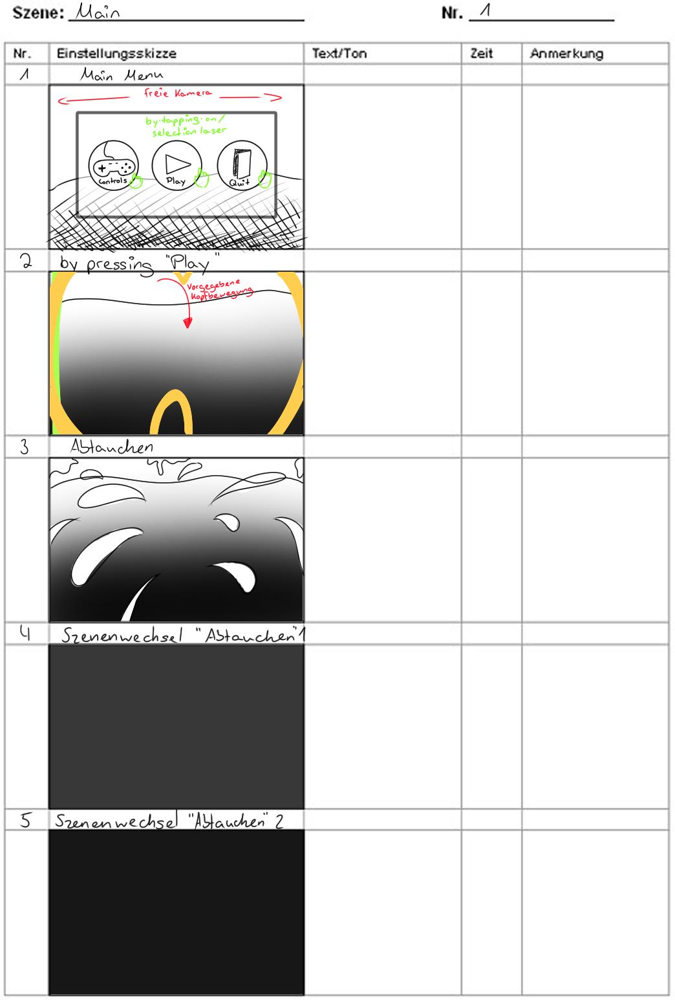 Szene: Main Nr. 1
Nr. Einstellungsskizze Text/Ton Zeit Anmerkung
1 Main Menu
freie Kamera
by tapping on/
selection laser
Controls Play Quit
2 by pressing "Play"
Vorgegebene
Kopfbewegung
3 Abtauchen
4 Szenenwechsel "Abtauchen" 1
5 Szenenwechsel "Abtauchen" 2